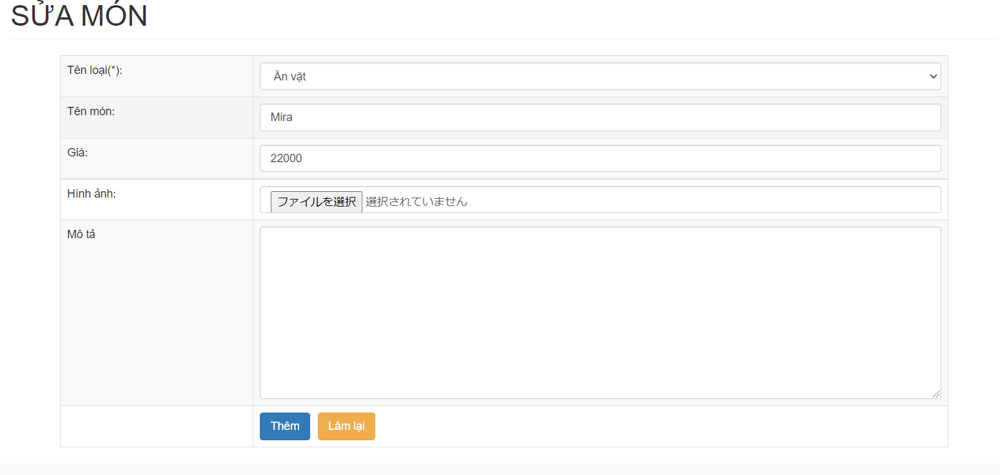 SỬA MÓN
Tên loại(*):
Ăn vặt
Tên món:
Mira
Giá:
22000
Hình ảnh:
ファイルを選択 選択されていません
Mô tả
Thêm Làm lại